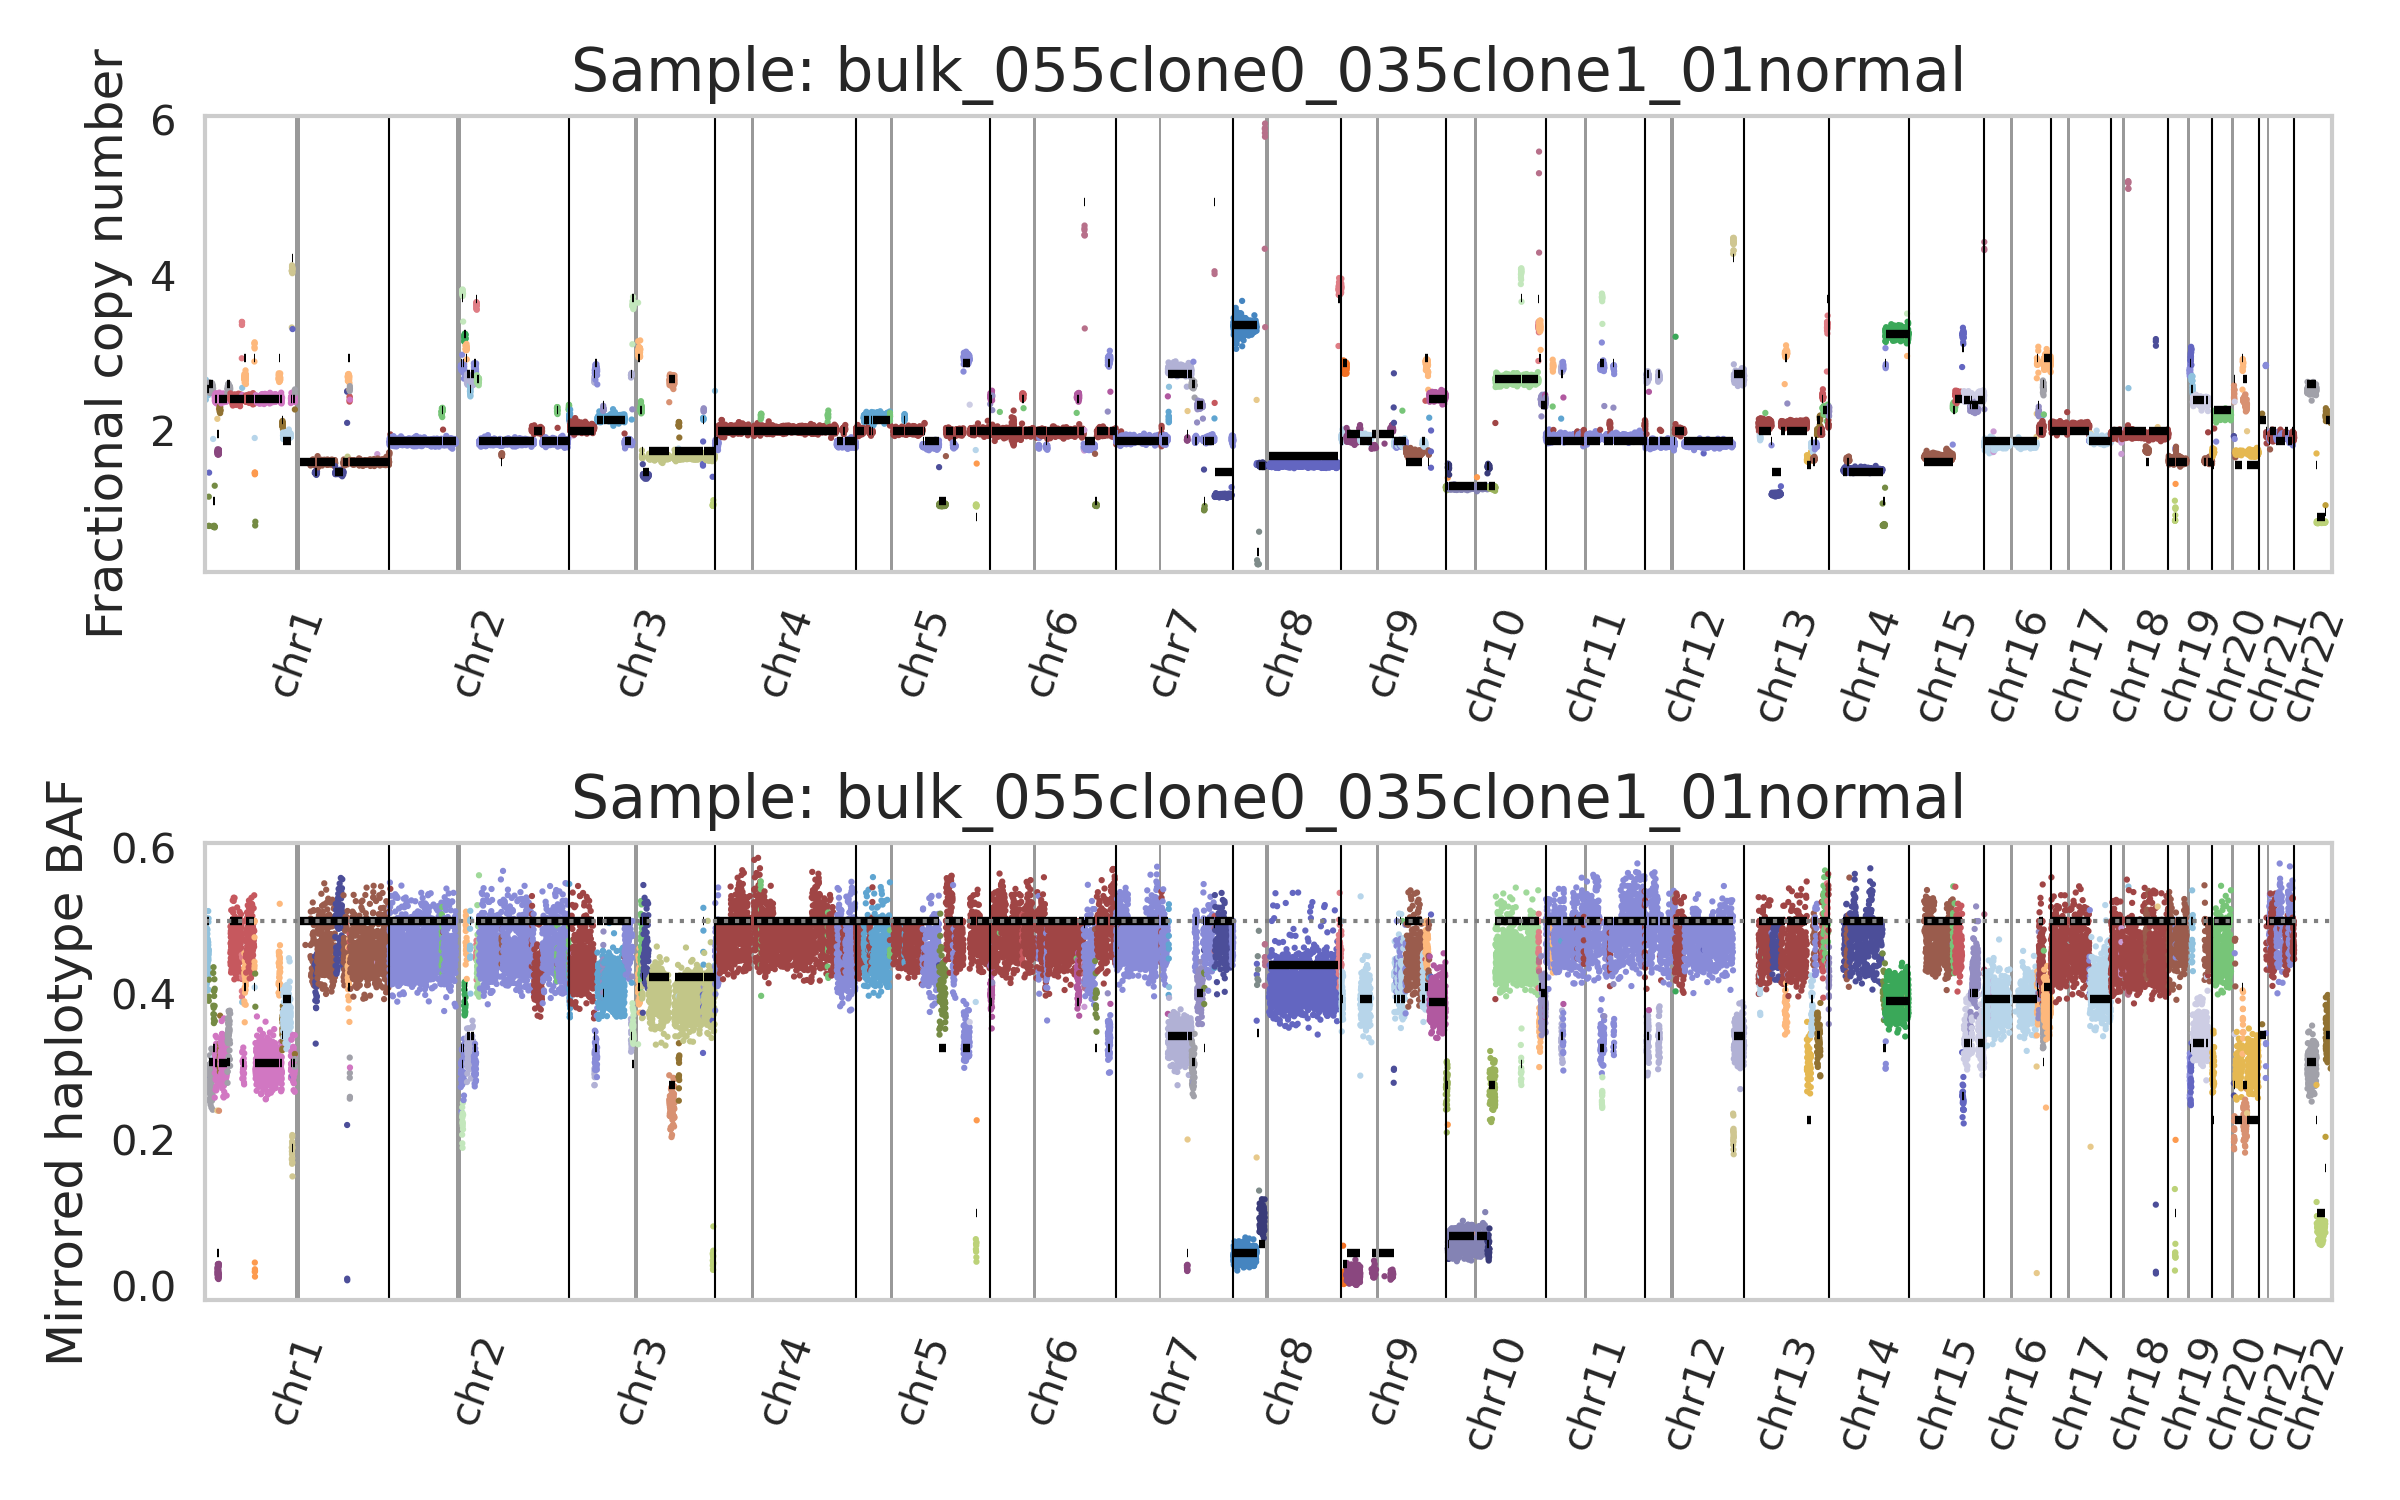 Sample: bulk_055clone0_035clone1_01normal
Fractional copy number
6
4
2
chr1 chr2 chr3 chr4 chr5 chr6 chr7 chr8 chr9 chr10 chr11 chr12 chr13 chr14 chr15 chr16 chr17 chr18 chr19 chr20 chr21 chr22
Sample: bulk_055clone0_035clone1_01normal
Mirrored haplotype BAF
0.6
0.4
0.2
0.0
chr1 chr2 chr3 chr4 chr5 chr6 chr7 chr8 chr9 chr10 chr11 chr12 chr13 chr14 chr15 chr16 chr17 chr18 chr19 chr20 chr21 chr22